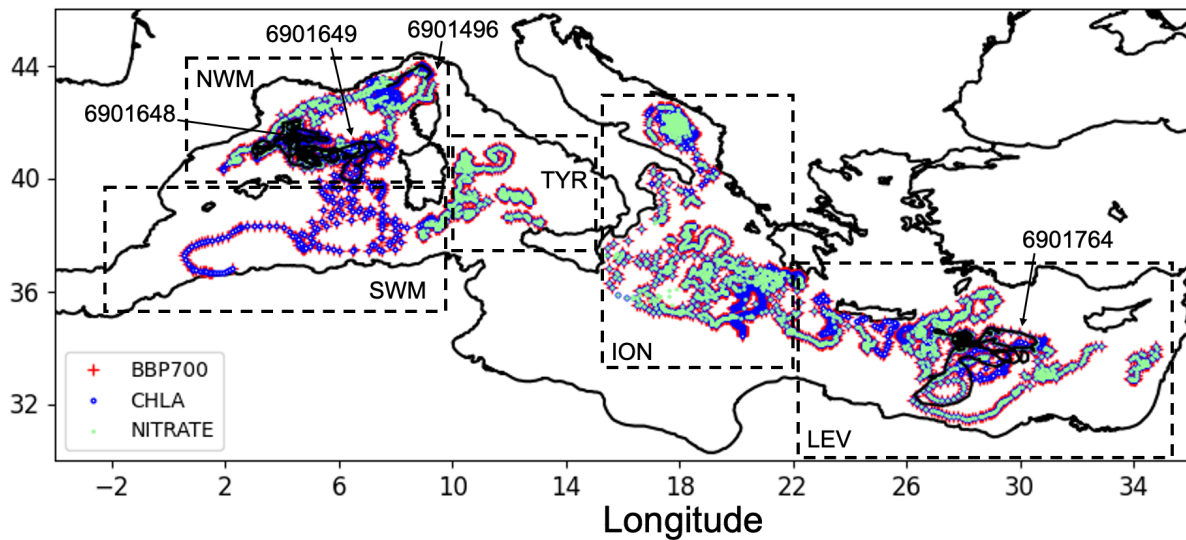 6901649
6901496
44
NWM
6901648
40
TYR
6901764
36
SWM
ION
BBP700
CHLA
NITRATE
32
LEV
−2 2 6 10 14 18 22 26 30 34
Longitude